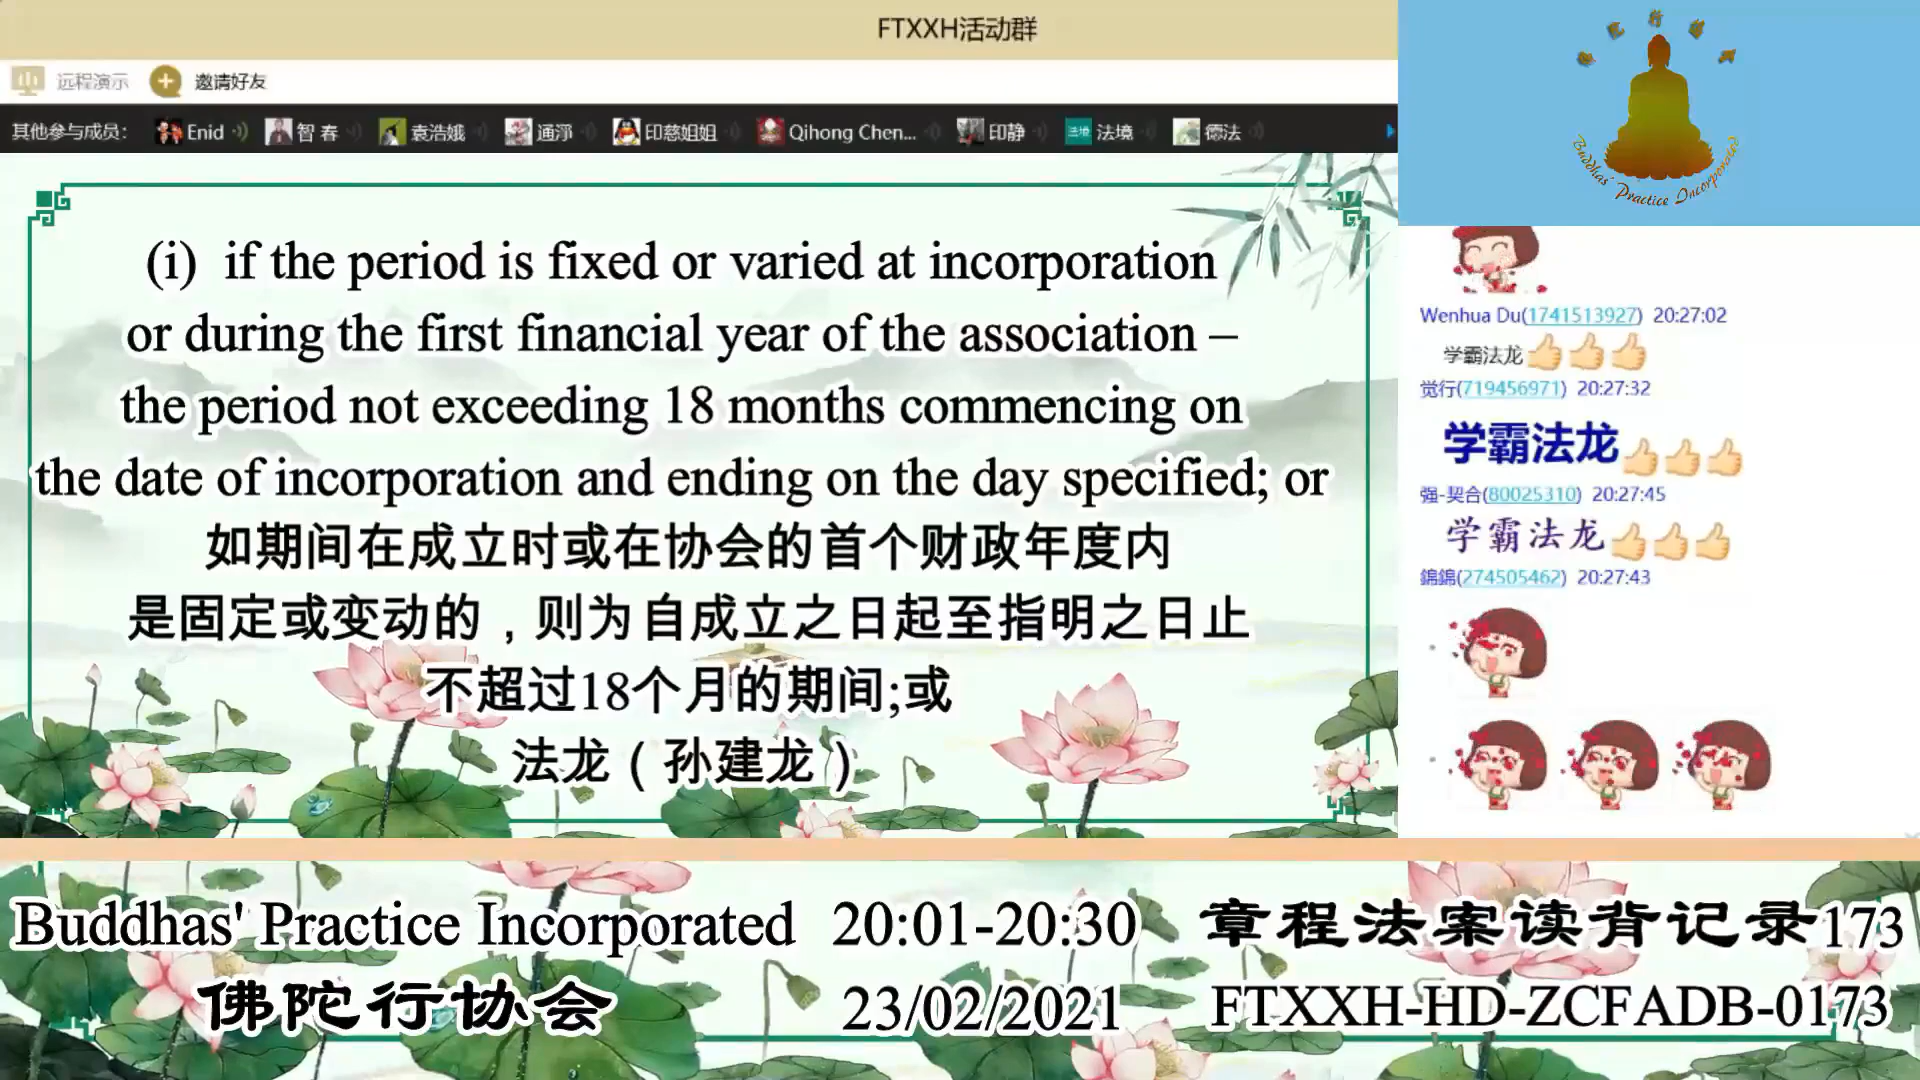 FTXXH活动群
远程演示
邀请好友
其他参与成员:
Enid
智 春
袁浩娥
通淨
印慈姐姐
Qihong Chen...
印静
法境
法境
德法
(i) if the period is fixed or varied at incorporation
or during the first financial year of the association –
the period not exceeding 18 months commencing on
the date of incorporation and ending on the day specified; or
如期间在成立时或在协会的首个财政年度内
是固定或变动的，则为自成立之日起至指明之日止
不超过18个月的期间;或
法龙（孙建龙）
Buddhas' Practice Incorporated
Wenhua Du(1741513927) 20:27:02
学霸法龙
觉行(719456971) 20:27:32
学霸法龙
强-契合(80025310) 20:27:45
学霸法龙
錦錦(274505462) 20:27:43
Buddhas' Practice Incorporated 20:01-20:30 章程法案读背记录173
佛陀行协会 23/02/2021 FTXXH-HD-ZCFADB-0173